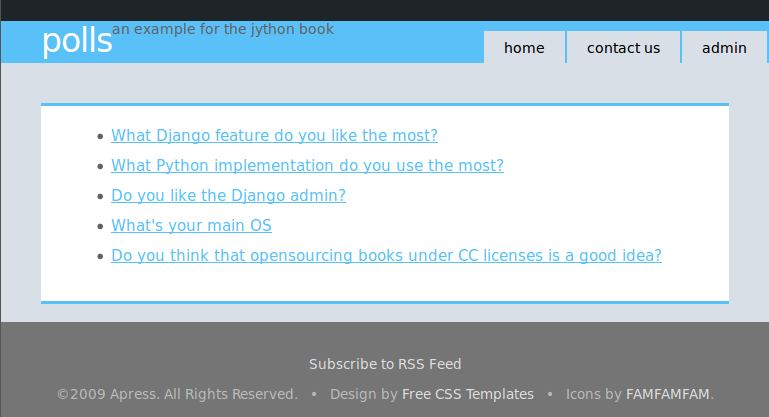 polls an example for the jython book
home contact us admin
What Django feature do you like the most?
What Python implementation do you use the most?
Do you like the Django admin?
What's your main OS
Do you think that opensourcing books under CC licenses is a good idea?
Subscribe to RSS Feed
©2009 Apress. All Rights Reserved. • Design by Free CSS Templates • Icons by FAMFAMFAM.